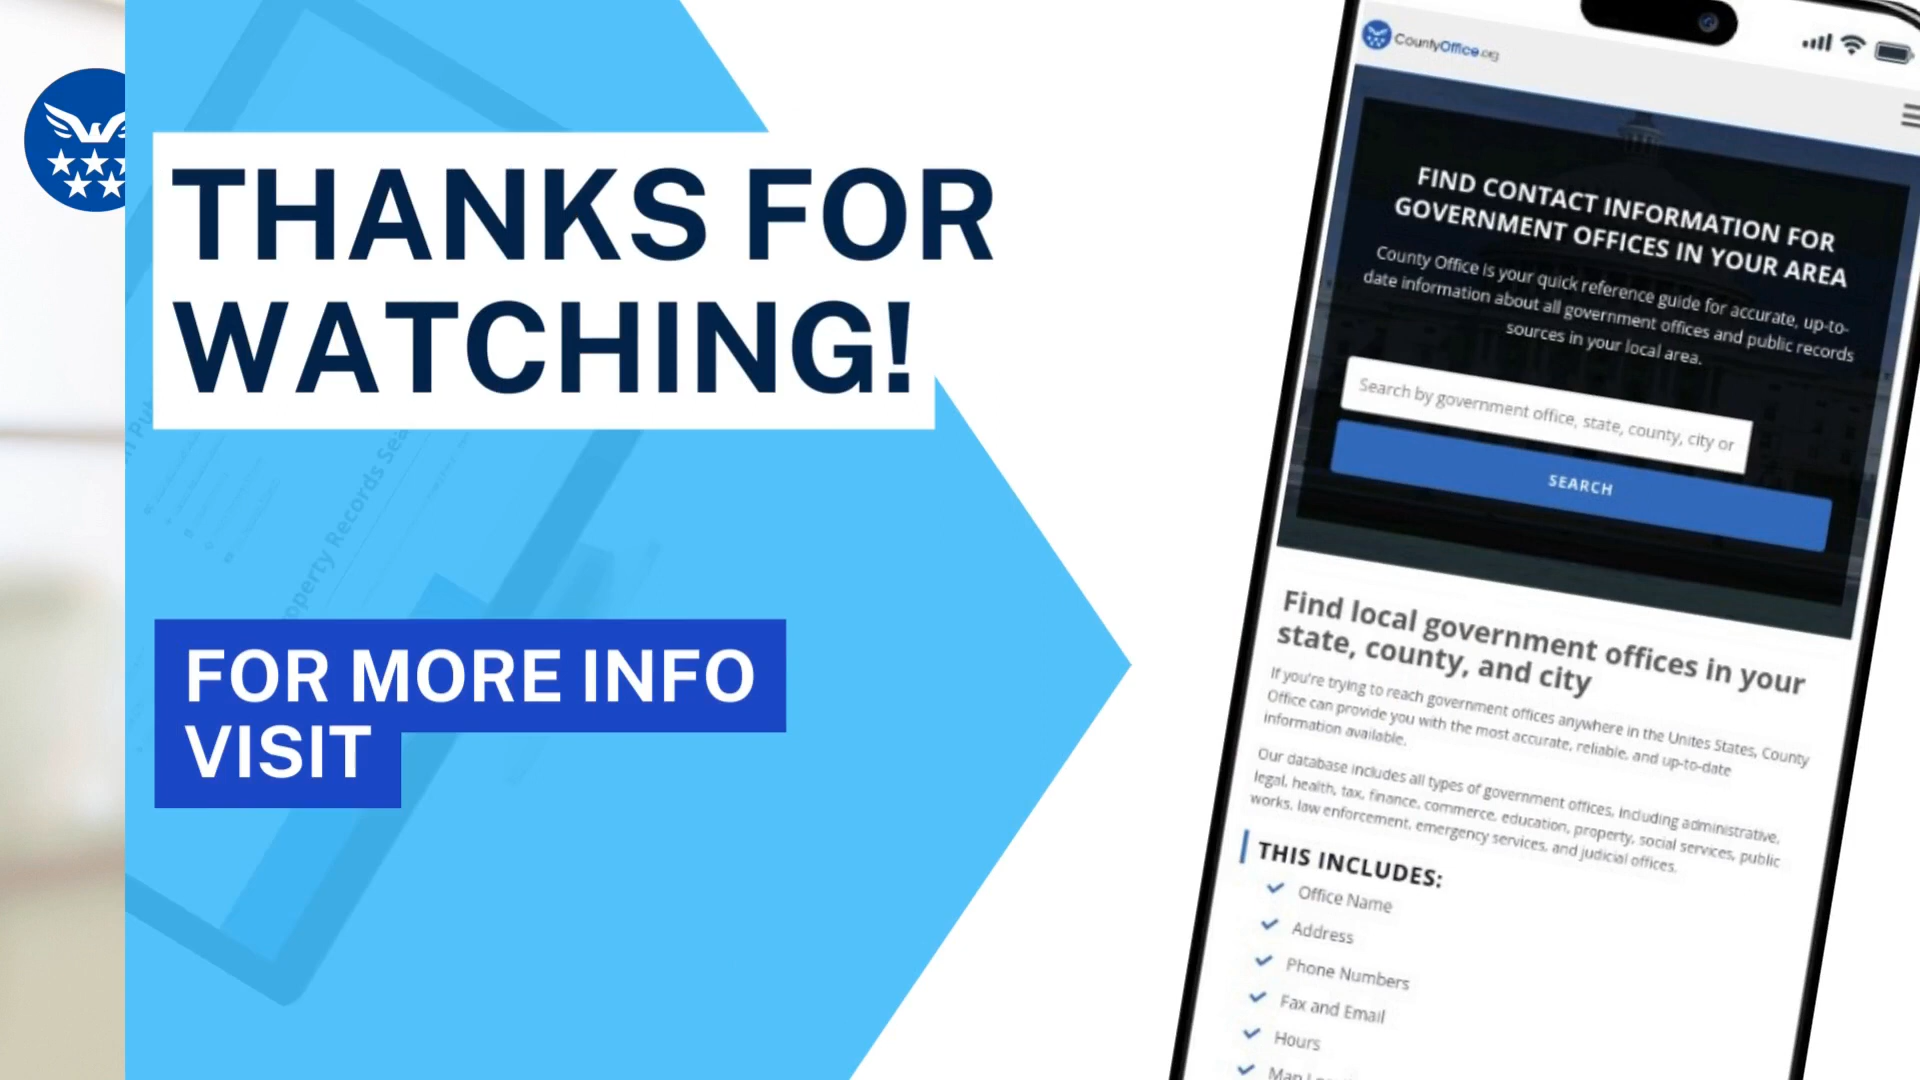 THANKS FOR
WATCHING!
FOR MORE INFO
VISIT
operty Records Sea
CountyOffice.org
FIND CONTACT INFORMATION FOR
GOVERNMENT OFFICES IN YOUR AREA
County Office is your quick reference guide for accurate, up-to-
date information about all government offices and public records
sources in your local area.
Search by government office, state, county, city or
SEARCH
Find local government offices in your
state, county, and city
If you're trying to reach government offices anywhere in the Unites States, County
Office can provide you with the most accurate, reliable, and up-to-date
information available.
Our database includes all types of government offices, including administrative,
legal, health, tax, finance, commerce, education, property, social services, public
works, law enforcement, emergency services, and judicial offices.
THIS INCLUDES:
Office Name
Address
Phone Numbers
Fax and Email
Hours